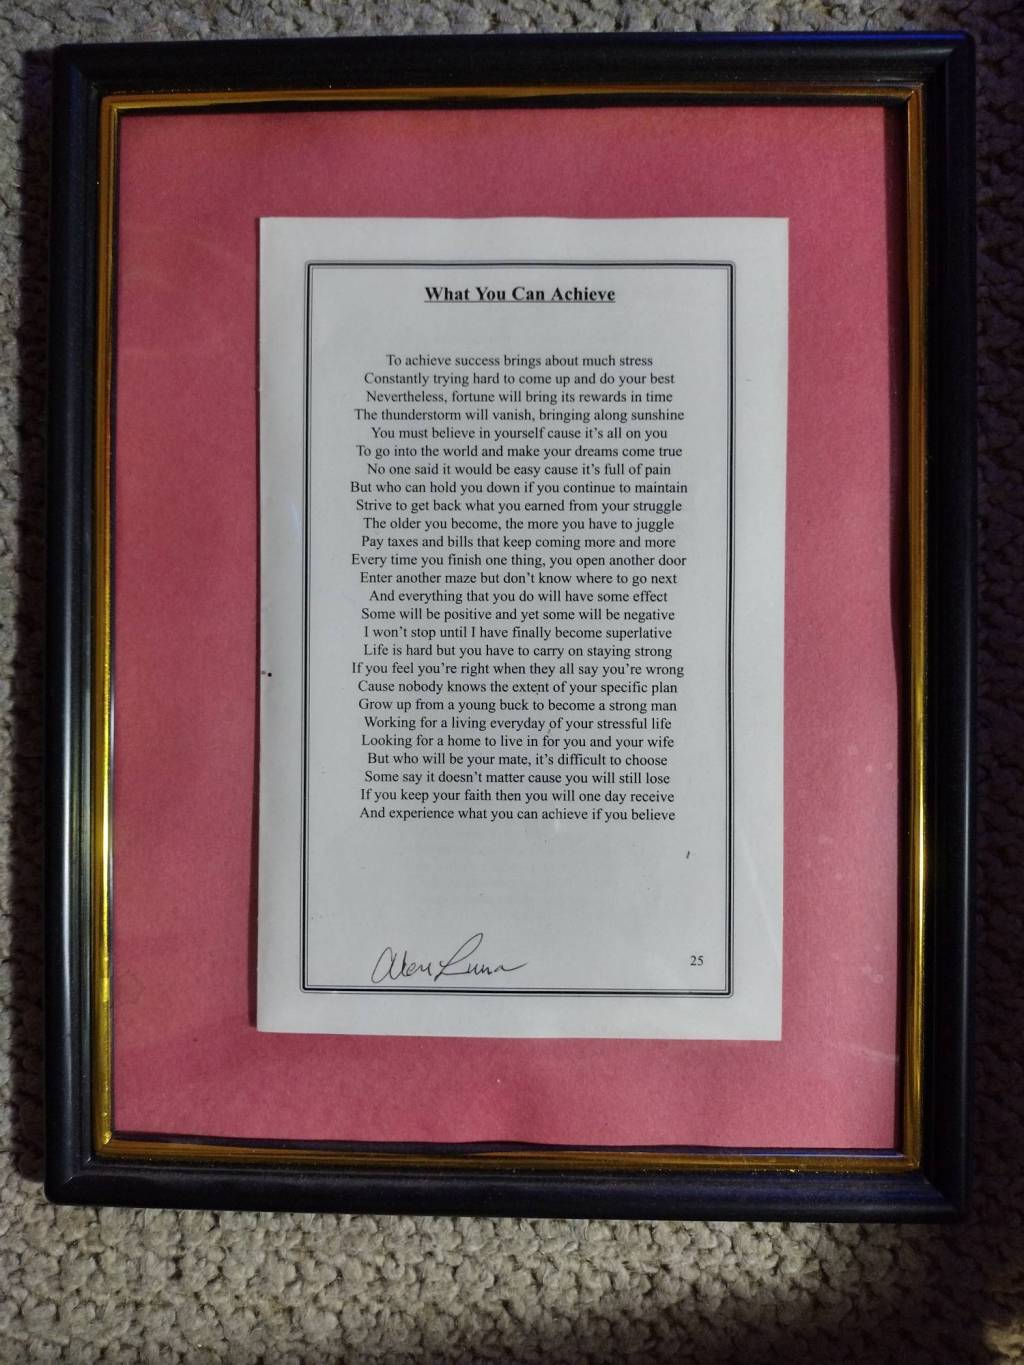 What You Can Achieve
To achieve success brings about much stress
Constantly trying hard to come up and do your best
Nevertheless, fortune will bring its rewards in time
The thunderstorm will vanish, bringing along sunshine
You must believe in yourself cause it's all on you
To go into the world and make your dreams come true
No one said it would be easy cause it's full of pain
But who can hold you down if you continue to maintain
Strive to get back what you earned from your struggle
The older you become, the more you have to juggle
Pay taxes and bills that keep coming more and more
Every time you finish one thing, you open another door
Enter another maze but don't know where to go next
And everything that you do will have some effect
Some will be positive and yet some will be negative
I won't stop until I have finally become superlative
Life is hard but you have to carry on staying strong
If you feel you're right when they all say you're wrong
Cause nobody knows the extent of your specific plan
Grow up from a young buck to become a strong man
Working for a living everyday of your stressful life
Looking for a home to live in for you and your wife
But who will be your mate, it's difficult to choose
Some say it doesn't matter cause you will still lose
If you keep your faith then you will one day receive
And experience what you can achieve if you believe
Luna
25